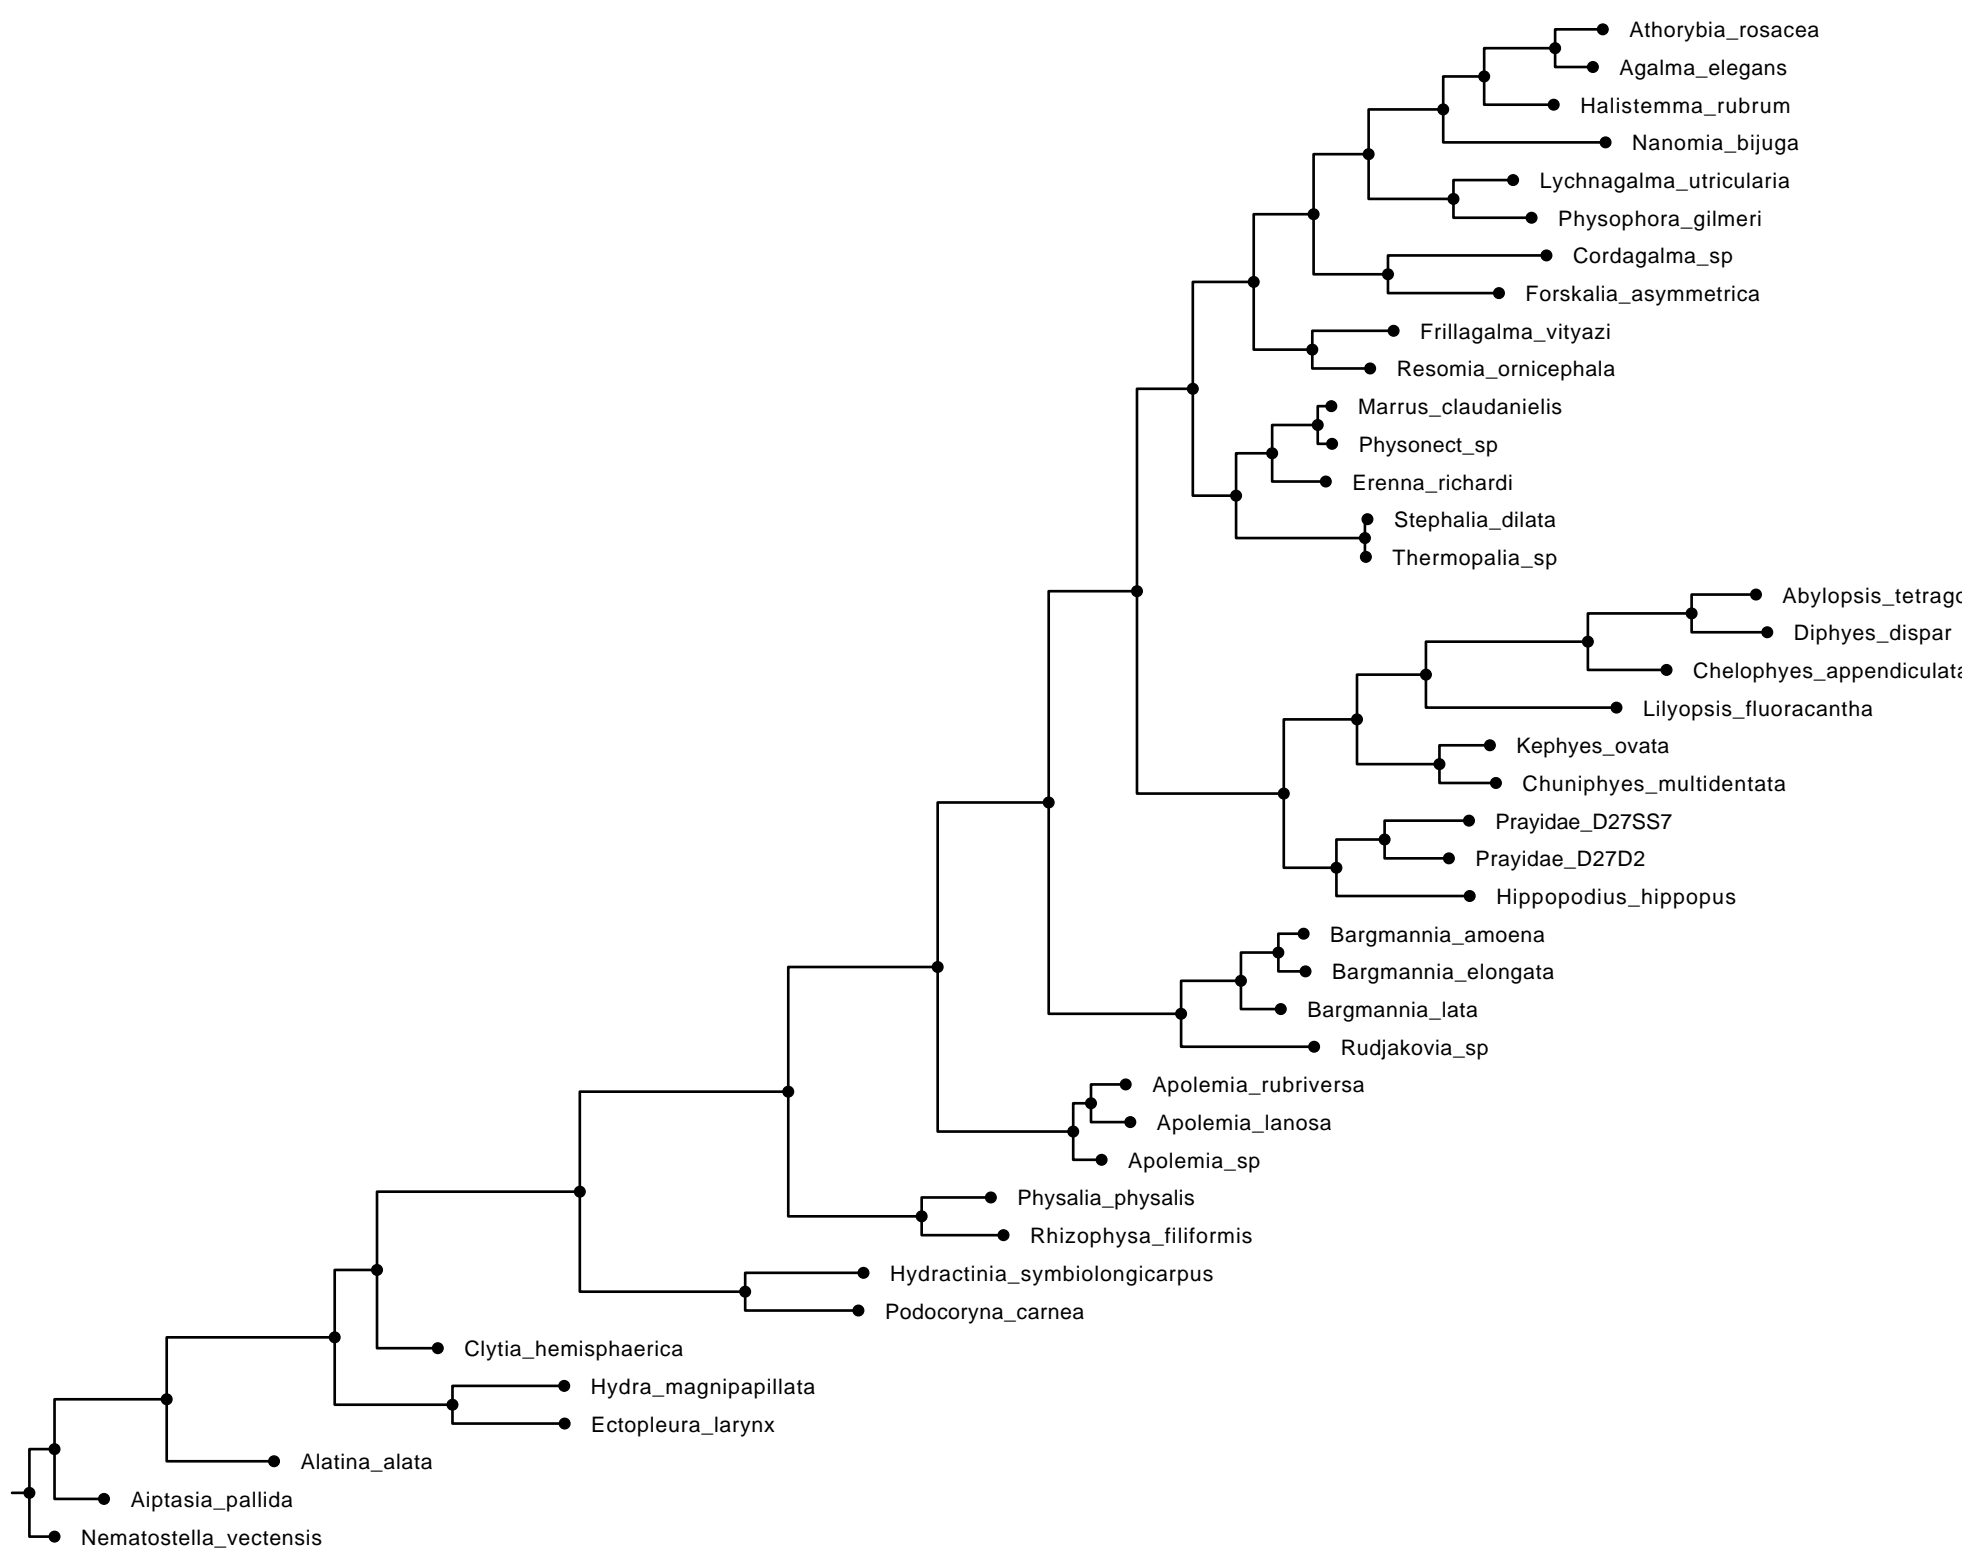 Athorybia_rosacea
Agalma_elegans
Halistemma_rubrum
Nanomia_bijuga
Lychnagalma_utricularia
Physophora_gilmeri
Cordagalma_sp
Forskalia_asymmetrica
Frillagalma_vityazi
Resomia_ornicephala
Marrus_claudanielis
Physonect_sp
Erenna_richardi
Stephalia_dilata
Thermopalia_sp
Abylopsis_tetrag
Diphyes_dispar
Chelophyes_appendiculata
Lilyopsis_fluoracantha
Kephyes_ovata
Chuniphyes_multidentata
Prayidae_D27SS7
Prayidae_D27D2
Hippopodius_hippopus
Bargmannia_amoena
Bargmannia_elongata
Bargmannia_lata
Rudjakovia_sp
Apolemia_rubriversa
Apolemia_lanosa
Apolemia_sp
Physalia_physalis
Rhizophysa_filiformis
Hydractinia_symbiolongicarpus
Podocoryna_carnea
Clytia_hemisphaerica
Hydra_magnipapillata
Ectopleura_larynx
Alatina_alata
Aiptasia_pallida
Nematostella_vectensis